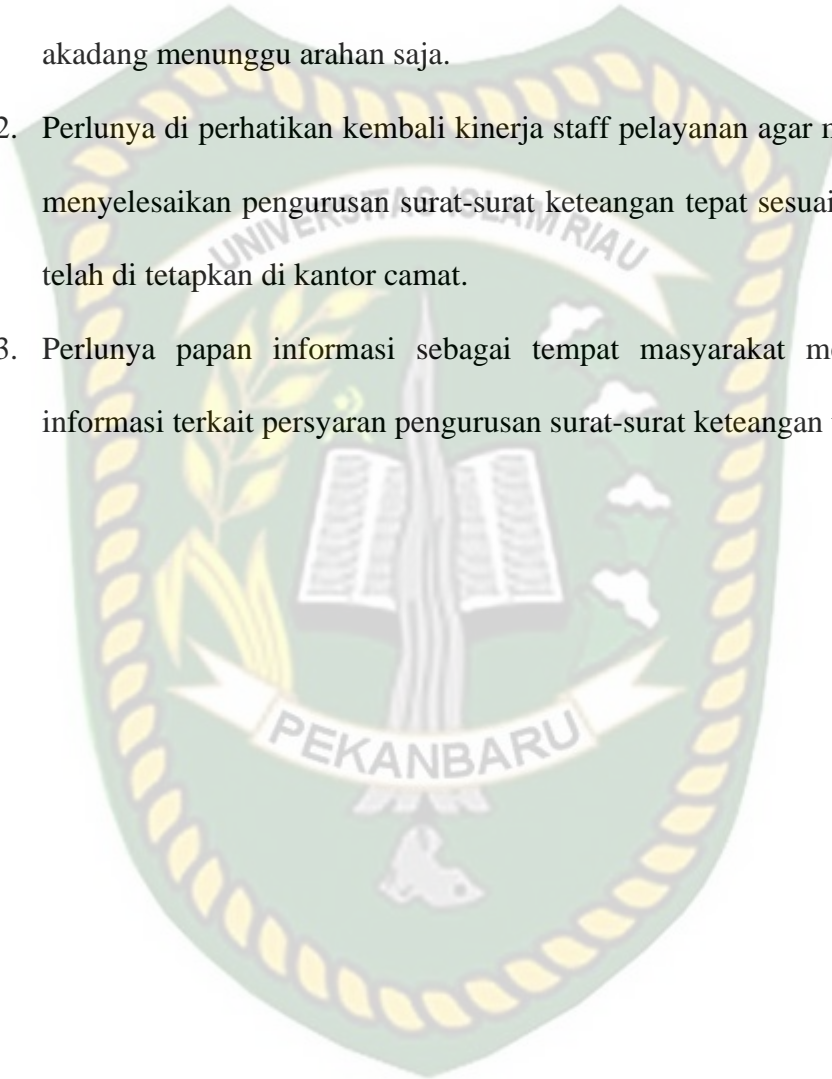 akadang menunggu arahan saja.
2. Perlunya di perhatikan kembali kinerja staff pelayanan agar
menyelesaikan pengurusan surat-surat keteangan tepat sesuai
telah di tetapkan di kantor camat.
3. Perlunya papan informasi sebagai tempat masyarakat
informasi terkait persyaran pengurusan surat-surat keteangan
UNIVERSITAS ISLAM RIAU
PEKANBARU